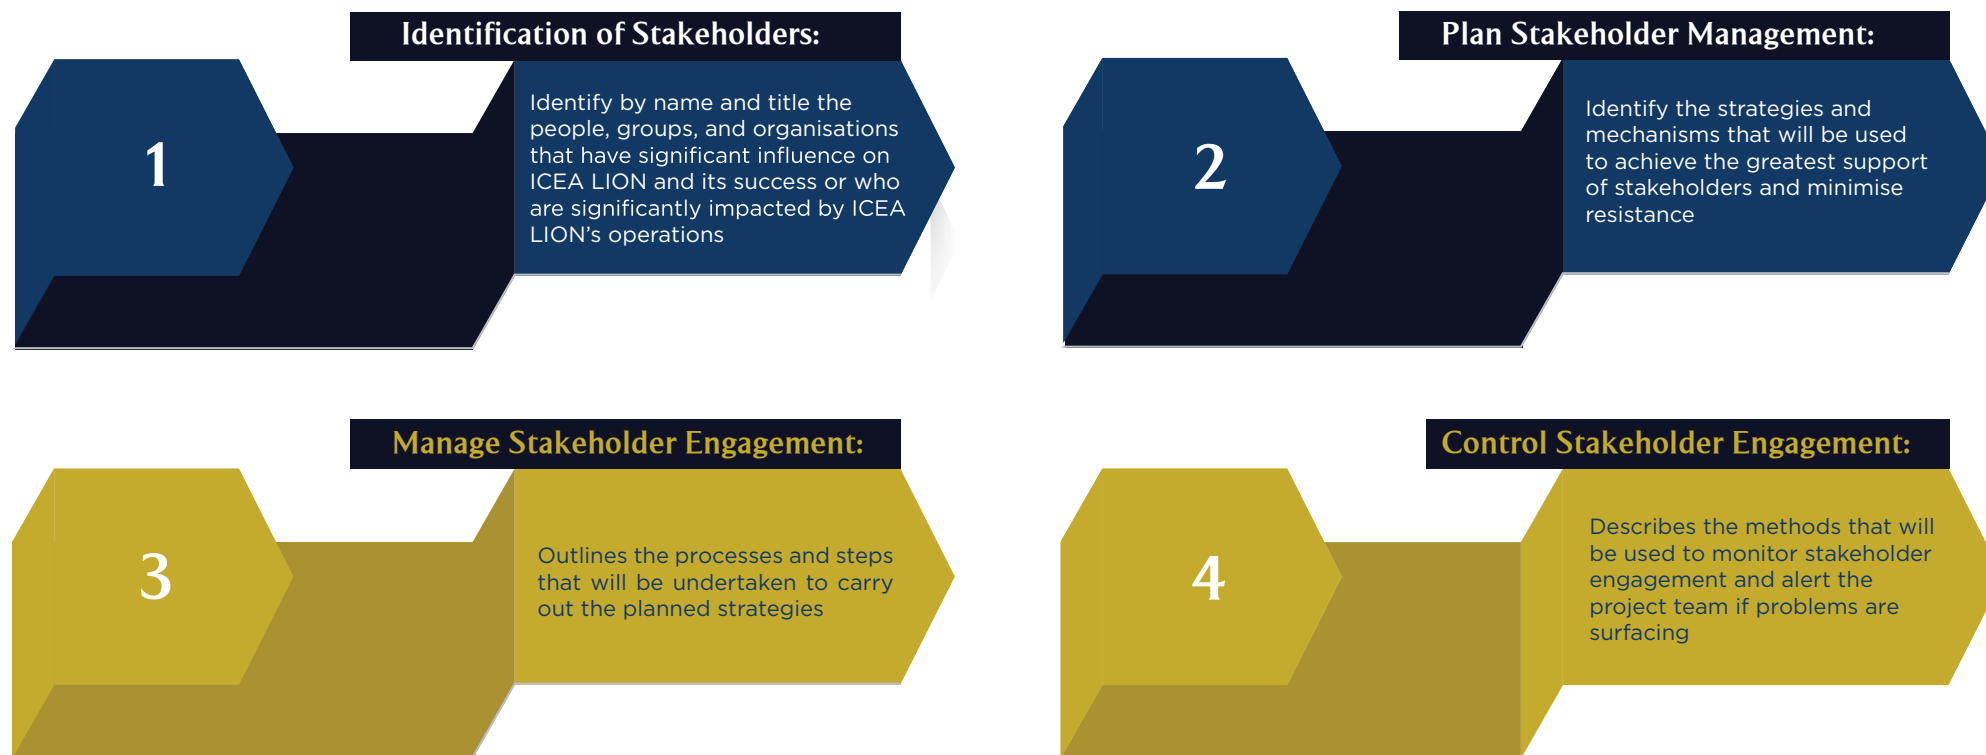 Identification of Stakeholders:
1
Identify by name and title the
people, groups, and organisations
that have significant influence on
ICEA LION and its success or who
are significantly impacted by ICEA
LION’s operations
Plan Stakeholder Management:
2
Identify the strategies and
mechanisms that will be used
to achieve the greatest support
of stakeholders and minimise
resistance
Manage Stakeholder Engagement:
3
Outlines the processes and steps
that will be undertaken to carry
out the planned strategies
Control Stakeholder Engagement:
4
Describes the methods that will
be used to monitor stakeholder
engagement and alert the
project team if problems are
surfacing